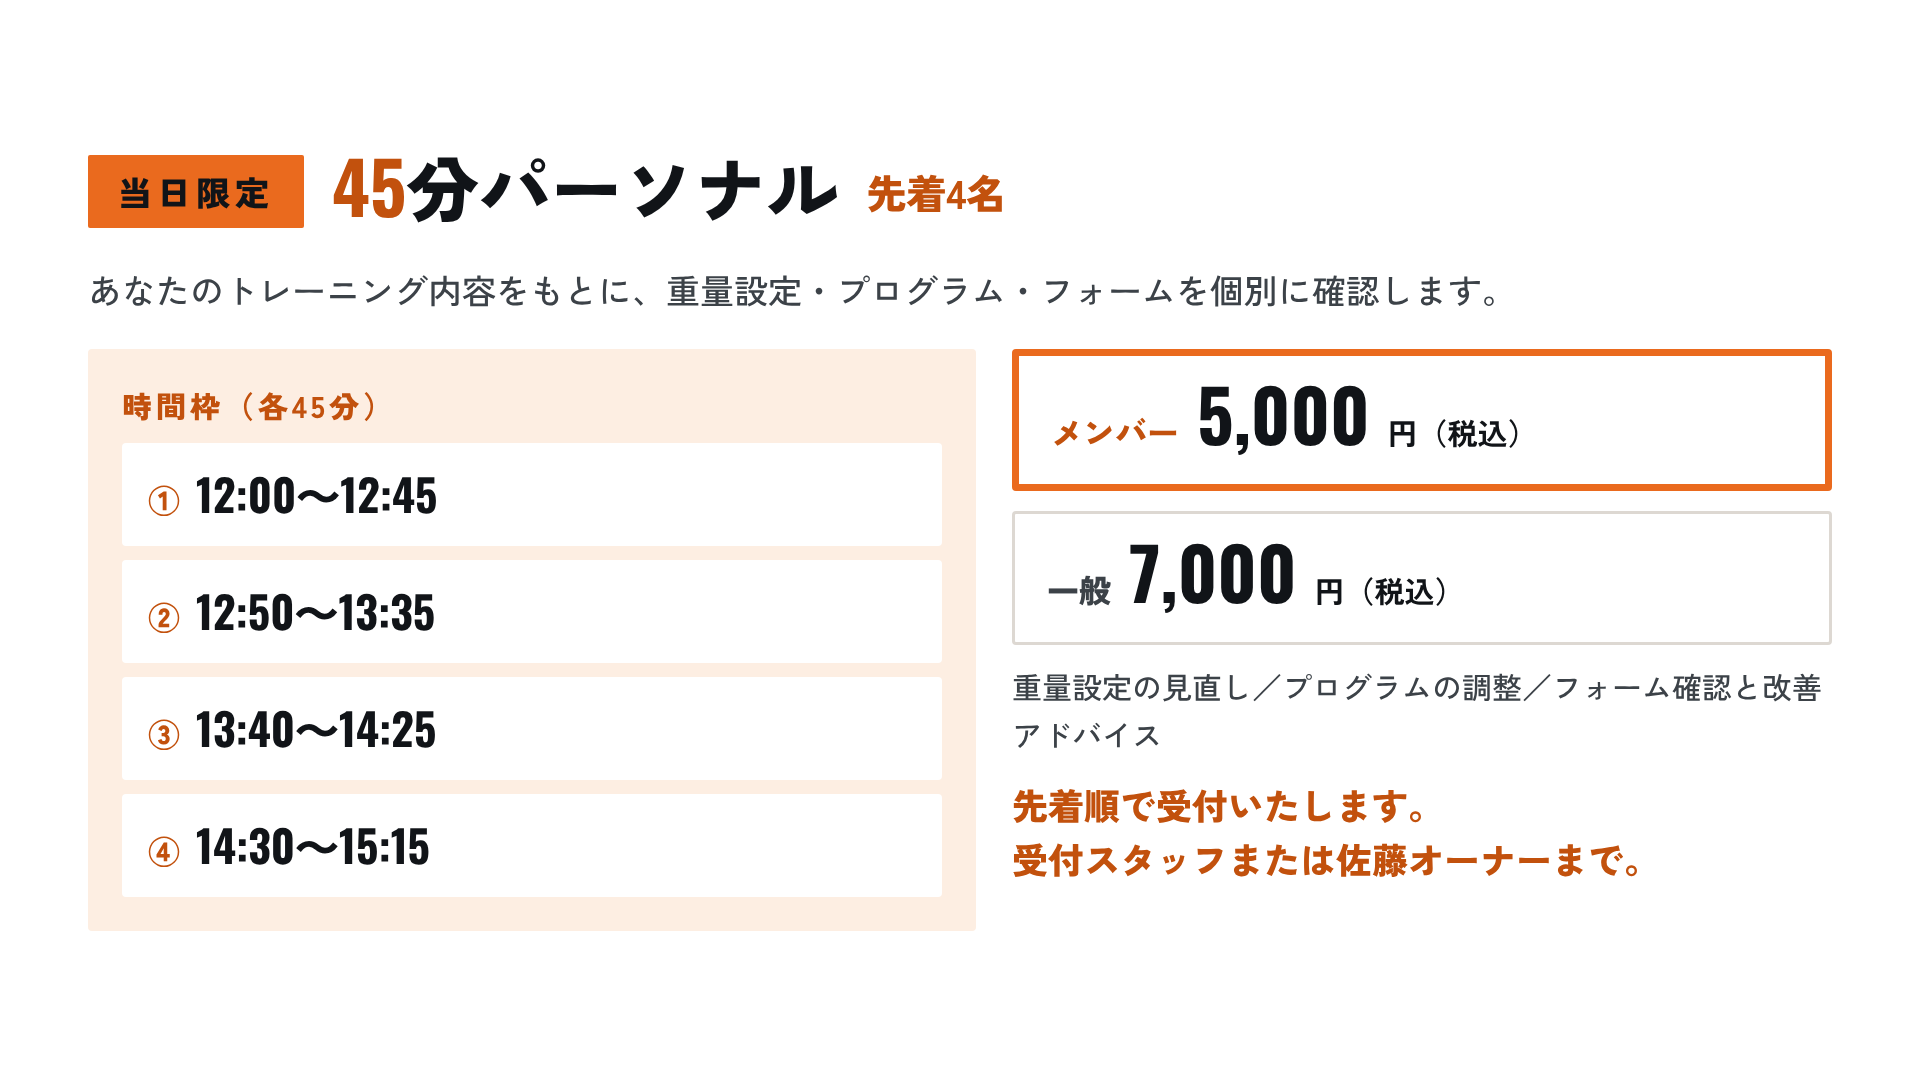 当日限定 45分パーソナル 先着4名
あなたのトレーニング内容をもとに、重量設定・プログラム・フォームを個別に確認します。
時間枠（各45分）
① 12:00〜12:45
② 12:50〜13:35
③ 13:40〜14:25
④ 14:30〜15:15
メンバー 5,000 円（税込）
一般 7,000 円（税込）
重量設定の見直し／プログラムの調整／フォーム確認と改善
アドバイス
先着順で受付いたします。
受付スタッフまたは佐藤オーナーまで。